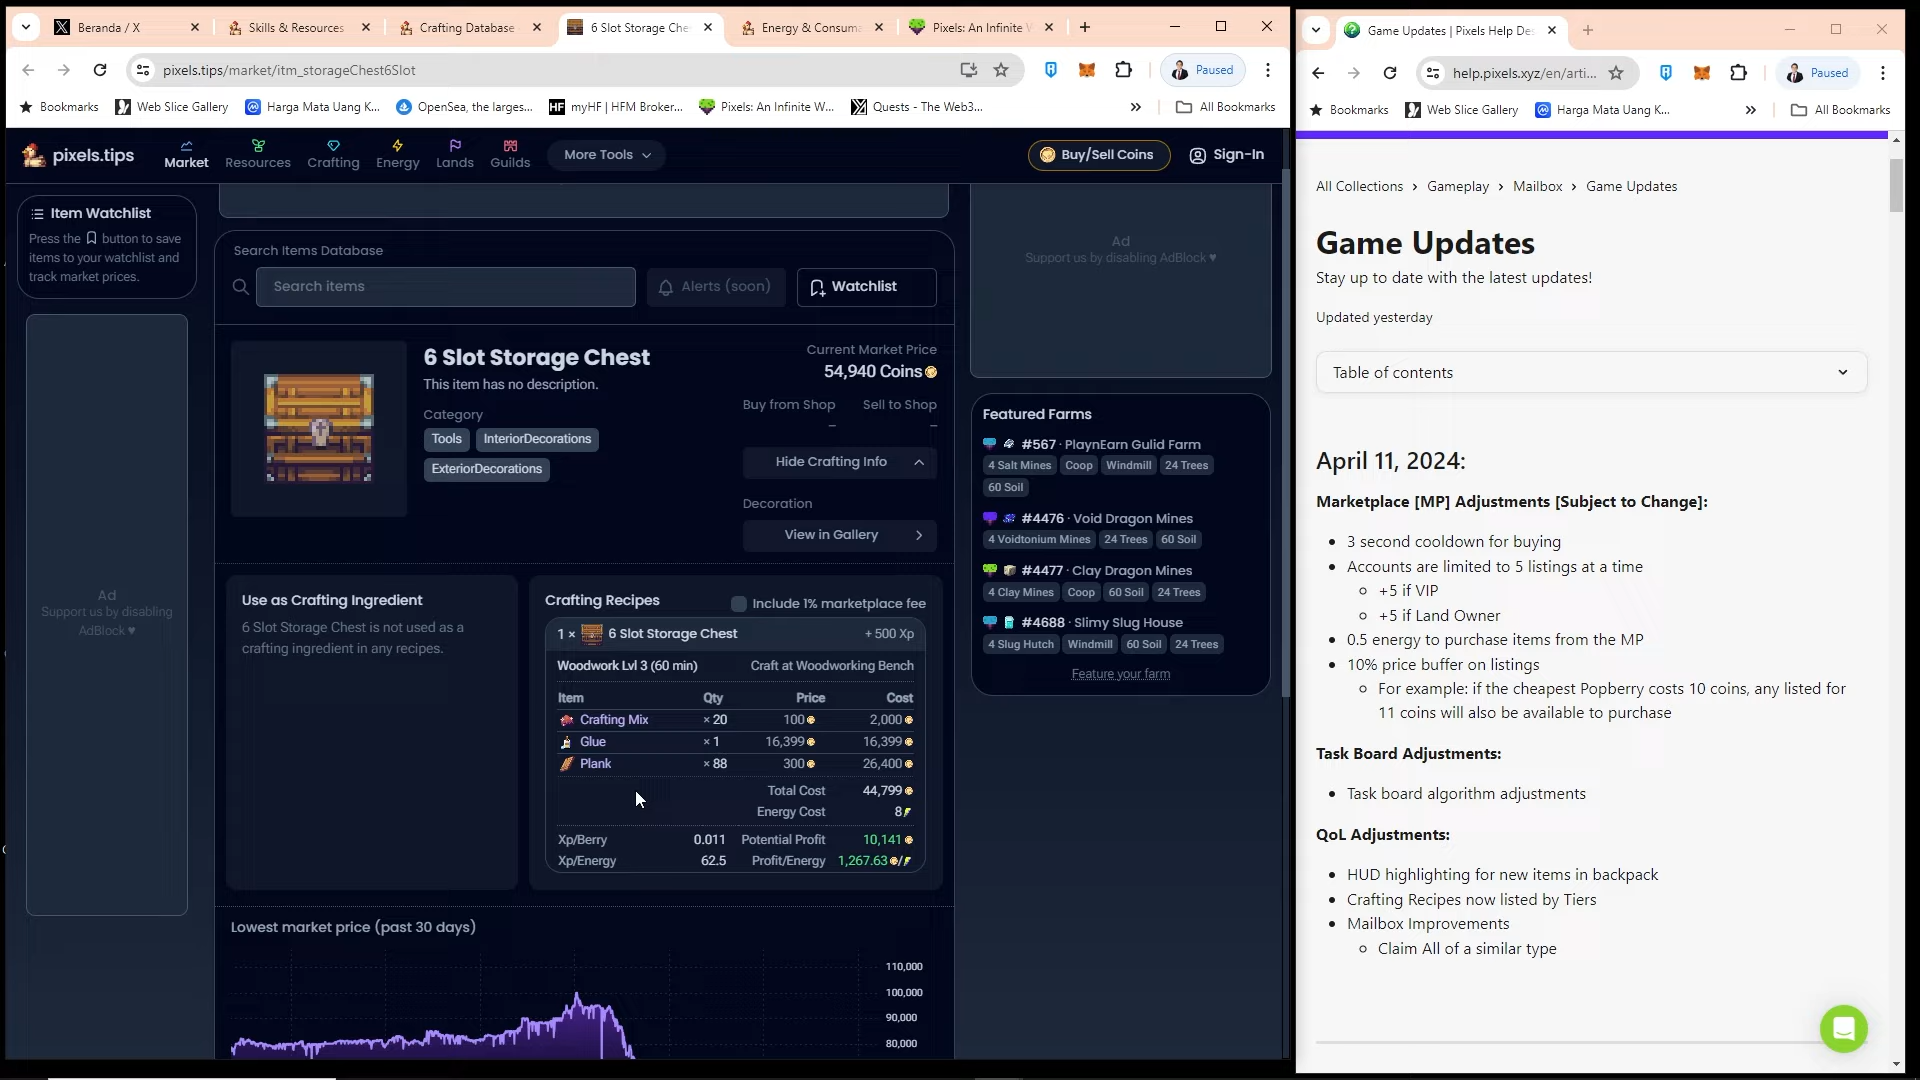 Beranda / X
Skills & Resources
Crafting Database
6 Slot Storage Che
Energy & Consuma
Pixels: An Infinite W
pixels.tips/market/itm_storageChest6Slot
Paused
Bookmarks
Web Slice Gallery
Harga Mata Uang K...
OpenSea, the larges...
myHF | HFM Broker...
Pixels: An Infinite W...
Quests - The Web3...
All Bookmarks
pixels.tips
Market
Resources
Crafting
Energy
Lands
Guilds
More Tools
Buy/Sell Coins
Sign-In
Item Watchlist
Press the button to save
items to your watchlist and
track market prices.
Ad
Support us by disabling
AdBlock ♥
Search Items Database
Search items
Alerts (soon)
Watchlist
6 Slot Storage Chest
This item has no description.
Category
Tools
InteriorDecorations
ExteriorDecorations
Current Market Price
54,940 Coins
Buy from Shop
Sell to Shop
–
–
Hide Crafting Info
Decoration
View in Gallery
Use as Crafting Ingredient
6 Slot Storage Chest is not used as a
crafting ingredient in any recipes.
Crafting Recipes
Include 1% marketplace fee
1 × 6 Slot Storage Chest + 500 Xp
Woodwork Lvl 3 (60 min) Craft at Woodworking Bench
Item Qty Price Cost
Crafting Mix × 20 100 2,000
Glue × 1 16,399 16,399
Plank × 88 300 26,400
Total Cost 44,799
Energy Cost 8
Xp/Berry 0.011 Potential Profit 10,141
Xp/Energy 62.5 Profit/Energy 1,267.63 /
Lowest market price (past 30 days)
110,000
100,000
90,000
80,000
Ad
Support us by disabling AdBlock ♥
Featured Farms
#567 · PlaynEarn Gulid Farm
4 Salt Mines Coop Windmill 24 Trees
60 Soil
#4476 · Void Dragon Mines
4 Voidtonium Mines 24 Trees 60 Soil
#4477 · Clay Dragon Mines
4 Clay Mines Coop 60 Soil 24 Trees
#4688 · Slimy Slug House
4 Slug Hutch Windmill 60 Soil 24 Trees
Feature your farm
Game Updates | Pixels Help Des
help.pixels.xyz/en/arti...
Paused
Bookmarks
Web Slice Gallery
Harga Mata Uang K...
All Bookmarks
All Collections > Gameplay > Mailbox > Game Updates
Game Updates
Stay up to date with the latest updates!
Updated yesterday
Table of contents
April 11, 2024:
Marketplace [MP] Adjustments [Subject to Change]:
• 3 second cooldown for buying
• Accounts are limited to 5 listings at a time
○ +5 if VIP
○ +5 if Land Owner
• 0.5 energy to purchase items from the MP
• 10% price buffer on listings
○ For example: if the cheapest Popberry costs 10 coins, any listed for
11 coins will also be available to purchase
Task Board Adjustments:
• Task board algorithm adjustments
QoL Adjustments:
• HUD highlighting for new items in backpack
• Crafting Recipes now listed by Tiers
• Mailbox Improvements
○ Claim All of a similar type